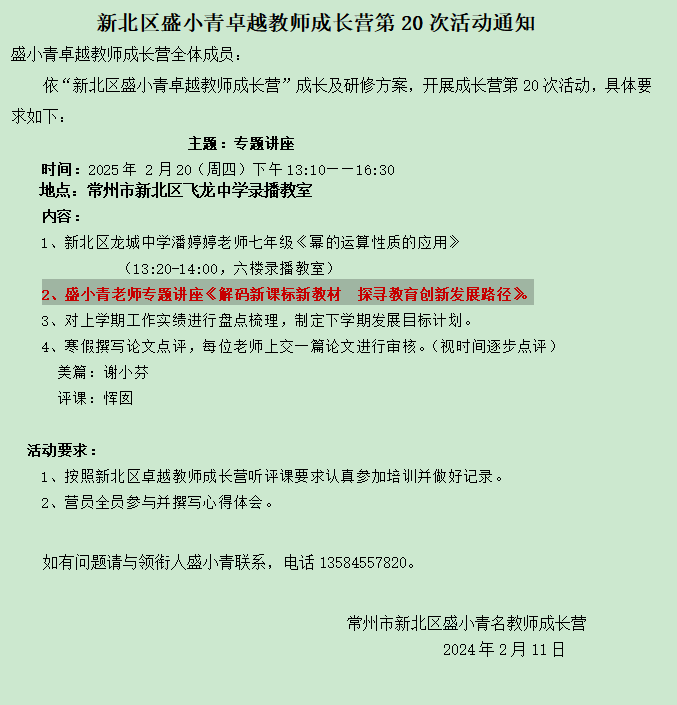 新北区盛小青卓越教师成长营第 20 次活动通知
盛小青卓越教师成长营全体成员：
依“新北区盛小青卓越教师成长营”成长及研修方案，开展成长营第 20 次活动，具体要
求如下：
主题：专题讲座
时间：2025 年 2 月 20（周四）下午 13:10——16:30
地点：常州市新北区飞龙中学录播教室
内容：
1、新北区龙城中学潘婷婷老师七年级《幂的运算性质的应用》
（13:20-14:00，六楼录播教室）
2、盛小青老师专题讲座《解码新课标新教材　探寻教育创新发展路径》。
3、对上学期工作实绩进行盘点梳理，制定下学期发展目标计划。
4、寒假撰写论文点评，每位老师上交一篇论文进行审核。（视时间逐步点评）
美篇：谢小芬
评课：恽囡
活动要求：
1、按照新北区卓越教师成长营听评课要求认真参加培训并做好记录。
2、营员全员参与并撰写心得体会。
如有问题请与领衔人盛小青联系，电话 13584557820。
常州市新北区盛小青名教师成长营
2024 年 2 月 11 日